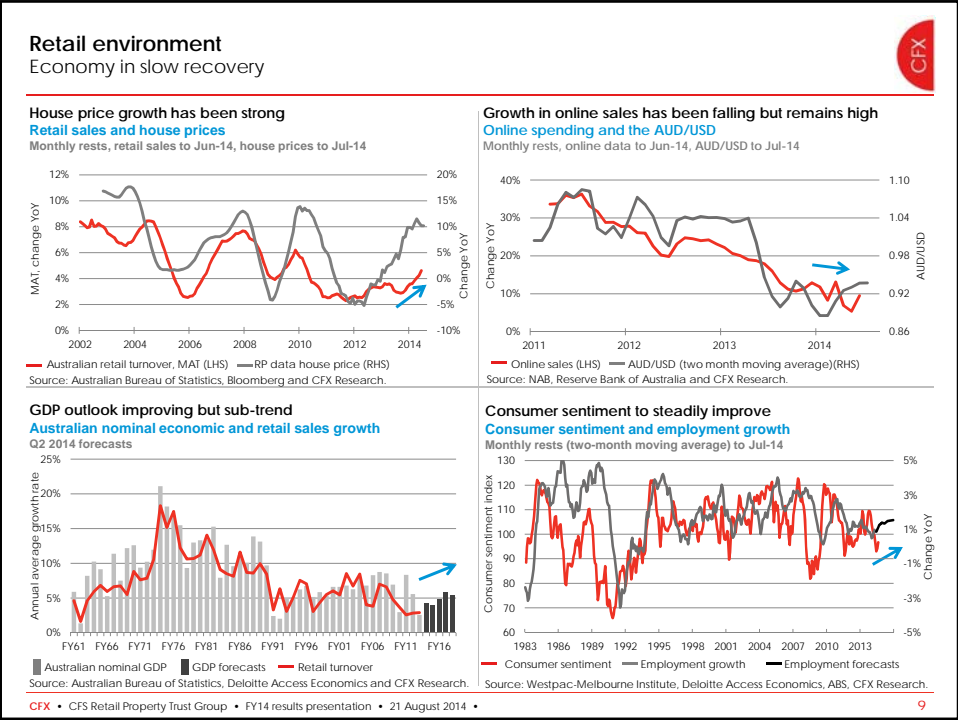 Retail environment
Economy in slow recovery
CFX
House price growth has been strong
Retail sales and house prices
Monthly rests, retail sales to Jun-14, house prices to Jul-14
12%
10%
8%
6%
4%
2%
0%
MAT, change YoY
20%
15%
10%
5%
0%
-5%
-10%
Change YoY
2002 2004 2006 2008 2010 2012 2014
Australian retail turnover, MAT (LHS) RP data house price (RHS)
Source: Australian Bureau of Statistics, Bloomberg and CFX Research.
Growth in online sales has been falling but remains high
Online spending and the AUD/USD
Monthly rests, online data to Jun-14, AUD/USD to Jul-14
40%
30%
20%
10%
0%
Change YoY
1.10
1.04
0.98
0.92
0.86
AUD/USD
2011 2012 2013 2014
Online sales (LHS) AUD/USD (two month moving average)(RHS)
Source: NAB, Reserve Bank of Australia and CFX Research.
GDP outlook improving but sub-trend
Australian nominal economic and retail sales growth
Q2 2014 forecasts
25%
20%
15%
10%
5%
0%
Annual average growth rate
FY61 FY66 FY71 FY76 FY81 FY86 FY91 FY96 FY01 FY06 FY11 FY16
Australian nominal GDP GDP forecasts Retail turnover
Source: Australian Bureau of Statistics, Deloitte Access Economics and CFX Research.
Consumer sentiment to steadily improve
Consumer sentiment and employment growth
Monthly rests (two-month moving average) to Jul-14
130
120
110
100
90
80
70
60
Consumer sentiment index
5%
3%
1%
-1%
-3%
-5%
Change YoY
1983 1986 1989 1992 1995 1998 2001 2004 2007 2010 2013
Consumer sentiment Employment growth Employment forecasts
Source: Westpac-Melbourne Institute, Deloitte Access Economics, ABS, CFX Research.
CFX • CFS Retail Property Trust Group • FY14 results presentation • 21 August 2014 •
9